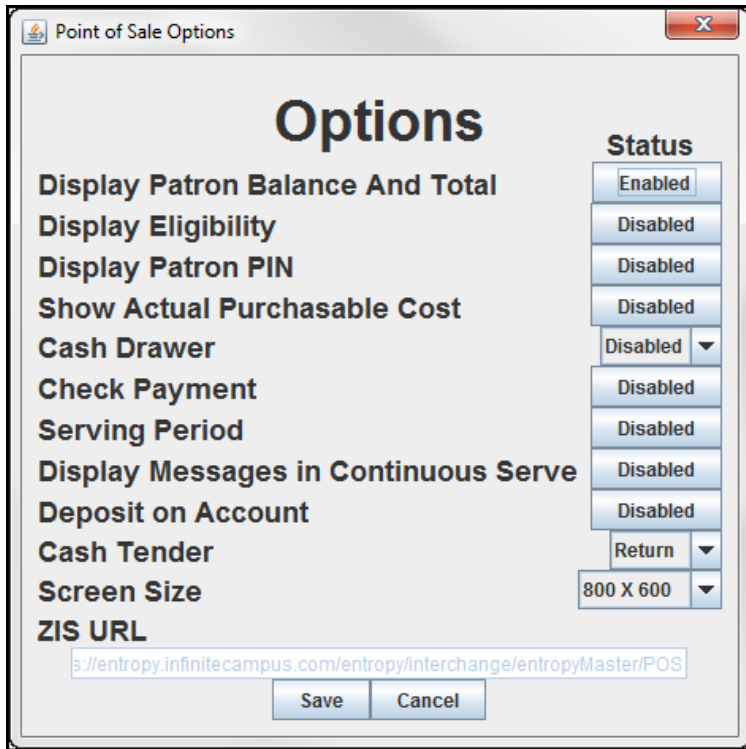 Point of Sale Options
Options
Status
Display Patron Balance And Total Enabled
Display Eligibility Disabled
Display Patron PIN Disabled
Show Actual Purchasable Cost Disabled
Cash Drawer Disabled
Check Payment Disabled
Serving Period Disabled
Display Messages in Continuous Serve Disabled
Deposit on Account Disabled
Cash Tender Return
Screen Size 800 X 600
ZIS URL
s://entropy.infinitecampus.com/entropy/interchange/entropyMaster/POS
Save Cancel